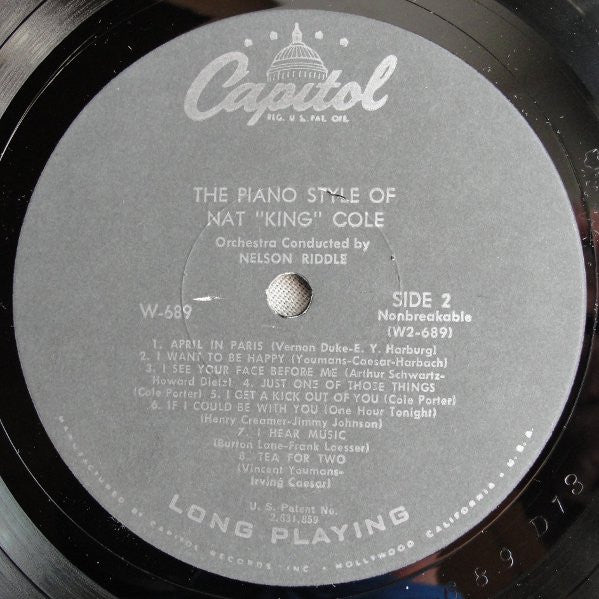 Capitol
REG. U.S. PAT. OFF.
THE PIANO STYLE OF
NAT "KING" COLE
Orchestra Conducted by
NELSON RIDDLE
W-689
SIDE 2
Nonbreakable
(W2-689)
1. APRIL IN PARIS (Vernon Duke-E. Y. Harburg)
2. I WANT TO BE HAPPY (Youmans-Caesar-Harbach)
3. I SEE YOUR FACE BEFORE ME (Arthur Schwartz-
Howard Dietz) 4. JUST ONE OF THOSE THINGS
(Cole Porter) 5. I GET A KICK OUT OF YOU (Cole Porter)
6. IF I COULD BE WITH YOU (One Hour Tonight)
(Henry Creamer-Jimmy Johnson)
7. I HEAR MUSIC
(Burton Lane-Frank Loesser)
8. TEA FOR TWO
(Vincent Youmans-
Irving Caesar)
U. S. Patent No.
2,631,859
LONG PLAYING
MANUFACTURED BY CAPITOL RECORDS, INC. • HOLLYWOOD CALIFORNIA • U.S.A.
689 D13